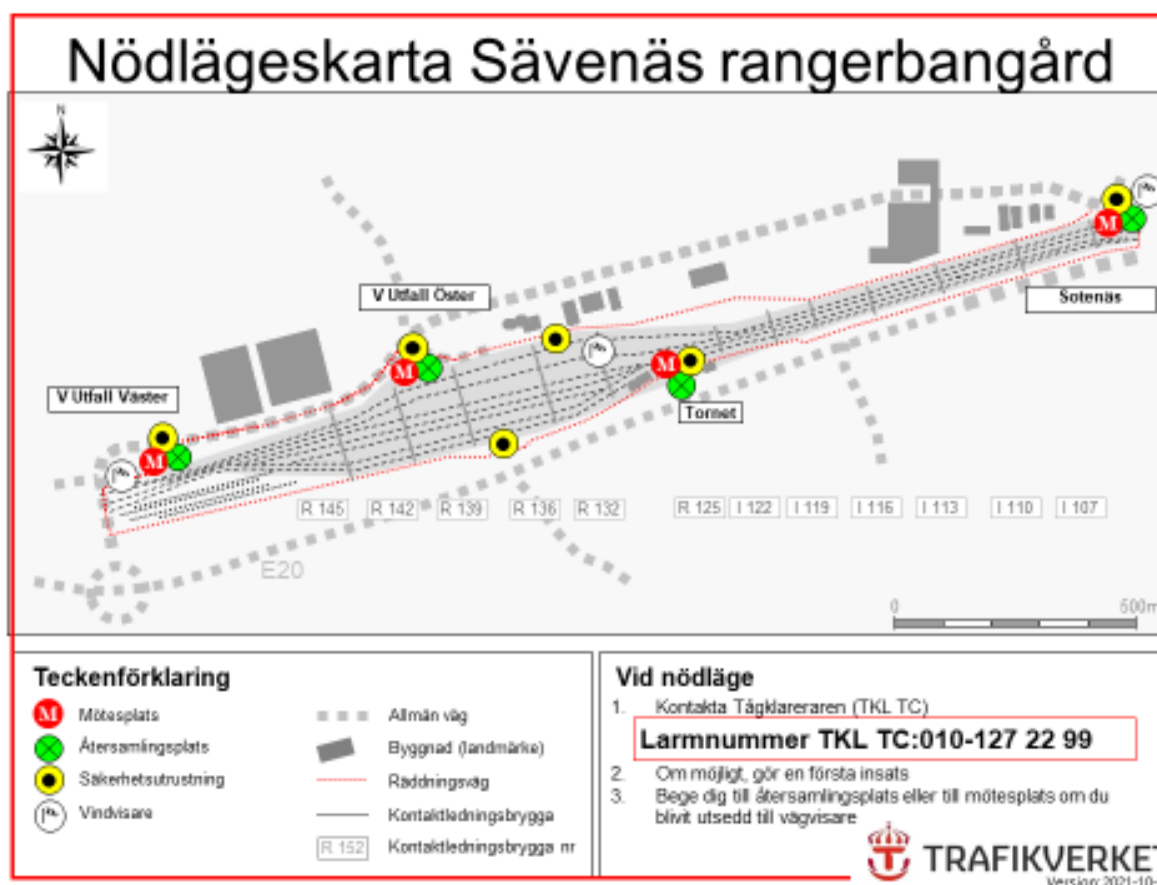 Nödlägeskarta Sävenäs rangerbangård
N
V Utfall Öster
Sotenäs
V Utfall Väster
Tornet
R 145
R 142
R 139
R 136
R 132
R 125
I 122
I 119
I 116
I 113
I 110
I 107
E20
0
500m
Teckenförklaring
M Mötesplats
Återsamlingsplats
Säkerhetsutrustning
Vindvisare
Allmän väg
Byggnad (landmärke)
Räddningsväg
Kontaktledningsbrygga
R 152 Kontaktledningsbrygga nr
Vid nödläge
1. Kontakta Tågklareraren (TKL TC)
Larmnummer TKL TC:010-127 22 99
2. Om möjligt, gör en första insats
3. Bege dig till återsamlingsplats eller till mötesplats om du
blivit utsedd till vägvisare
TRAFIKVERKET
Version: 2021-10-